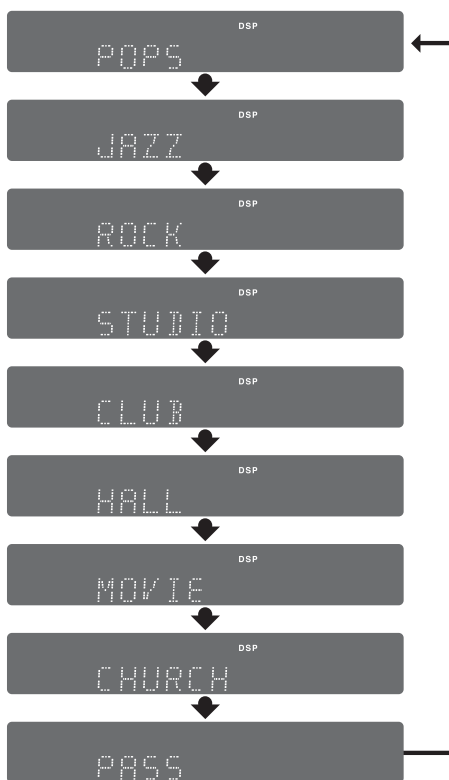 DSP
POPS
DSP
JAZZ
DSP
ROCK
DSP
STUDIO
DSP
CLUB
DSP
HALL
DSP
MOVIE
DSP
CHURCH
PASS